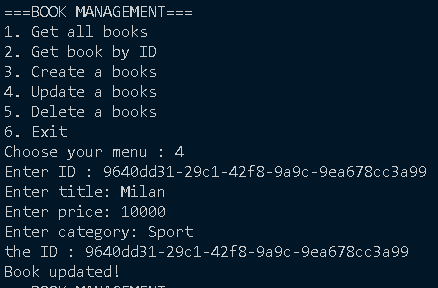 ===BOOK MANAGEMENT===
1. Get all books
2. Get book by ID
3. Create a books
4. Update a books
5. Delete a books
6. Exit
Choose your menu : 4
Enter ID : 9640dd31-29c1-42f8-9a9c-9ea678cc3a99
Enter title: Milan
Enter price: 10000
Enter category: Sport
the ID : 9640dd31-29c1-42f8-9a9c-9ea678cc3a99
Book updated!